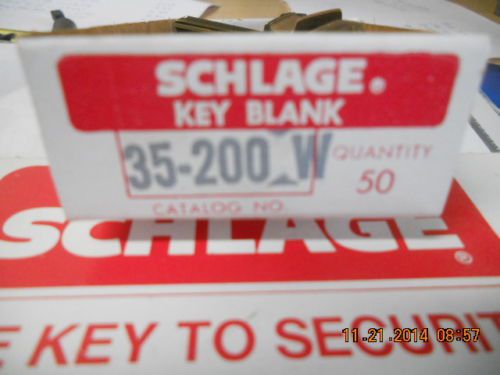 SCHLAGE®
KEY BLANK
35-200 W
QUANTITY
50
CATALOG NO.
SCHLAGE®
E KEY TO SECURIT
11.21.2014 08:57